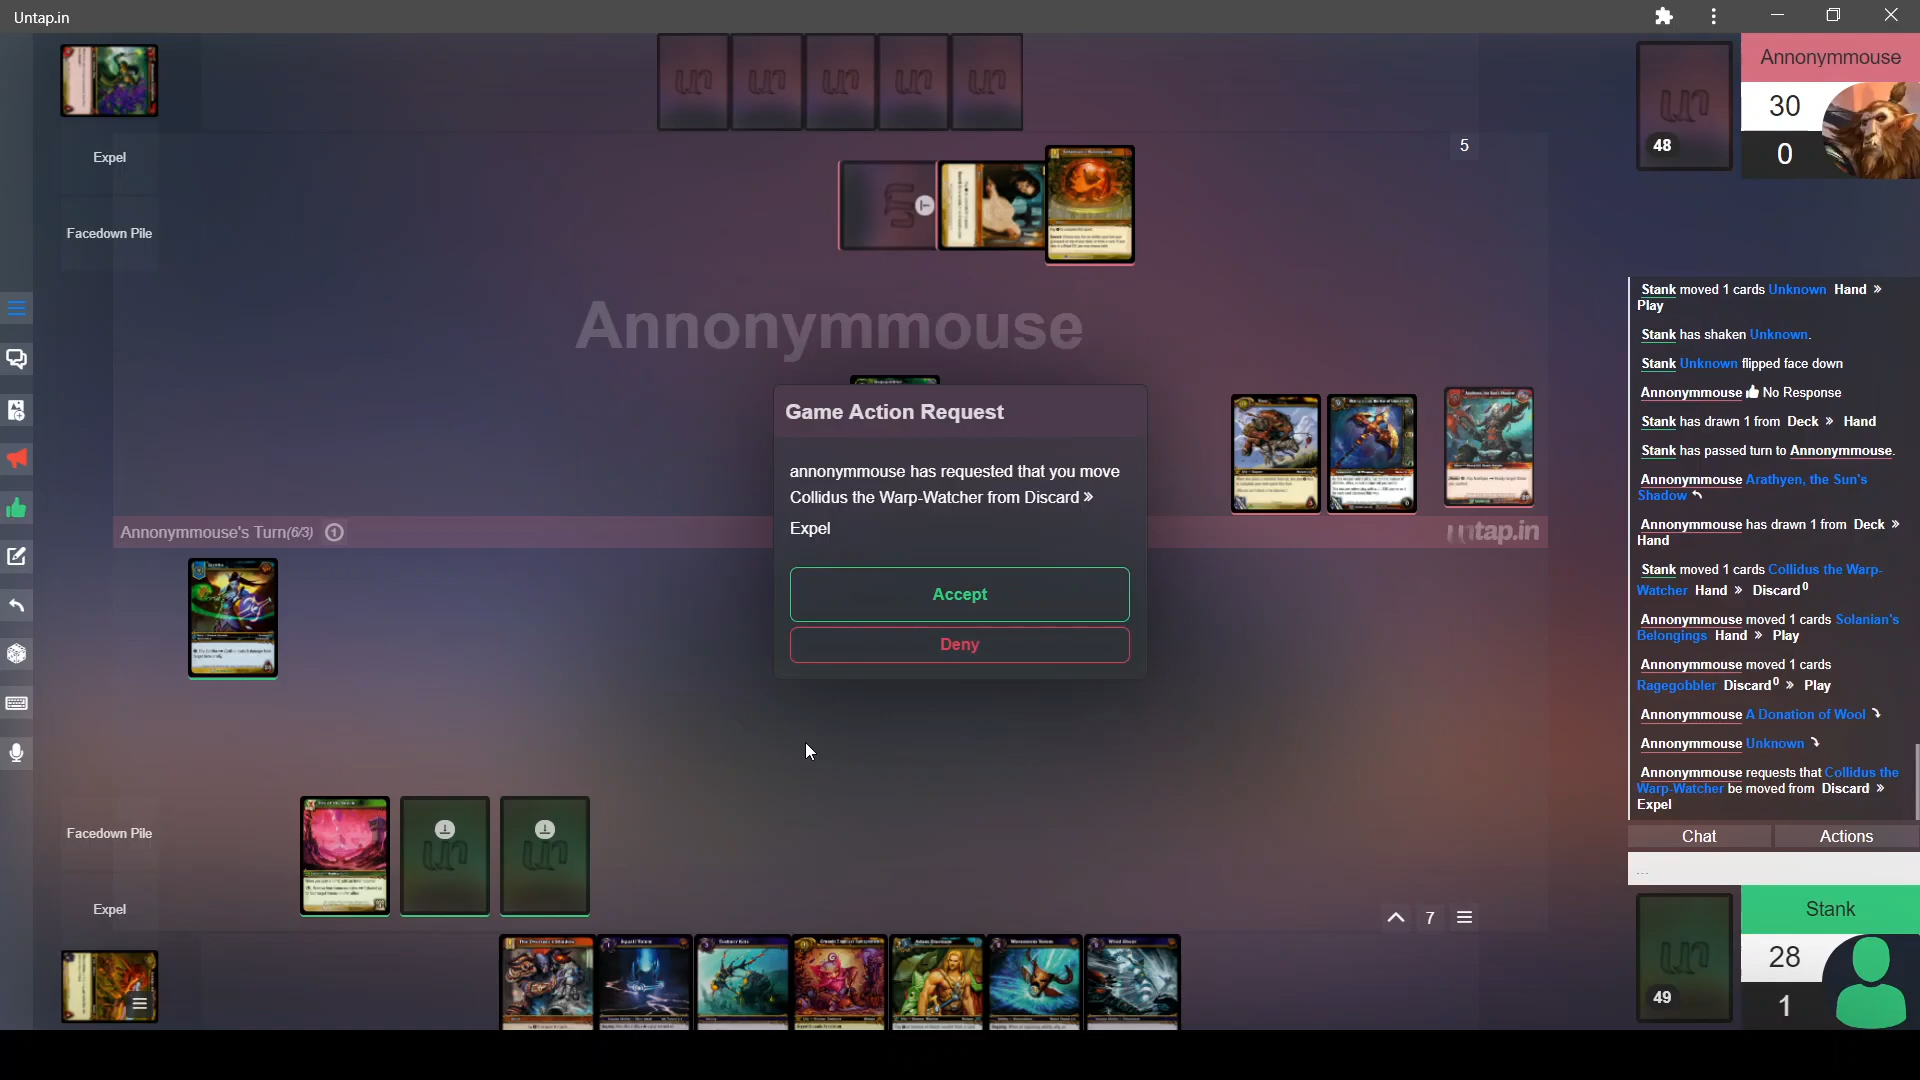 Untap.in
Annonymmouse
30
0
48
Expel
Facedown Pile
5
Annonymmouse
Game Action Request
annonymmouse has requested that you move
Collidus the Warp-Watcher from Discard »
Expel
Accept
Deny
Annonymmouse's Turn(6/3) 1
untap.in
Stank moved 1 cards Unknown Hand »
Play
Stank has shaken Unknown.
Stank Unknown flipped face down
Annonymmouse No Response
Stank has drawn 1 from Deck » Hand
Stank has passed turn to Annonymmouse.
Annonymmouse Arathyen, the Sun's
Shadow
Annonymmouse has drawn 1 from Deck »
Hand
Stank moved 1 cards Collidus the Warp-
Watcher Hand » Discard0
Annonymmouse moved 1 cards Solanian's
Belongings Hand » Play
Annonymmouse moved 1 cards
Ragegobbler Discard0 » Play
Annonymmouse A Donation of Wool
Annonymmouse Unknown
Annonymmouse requests that Collidus the
Warp-Watcher be moved from Discard »
Expel
Chat
Actions
...
Facedown Pile
Expel
7
Stank
28
1
49